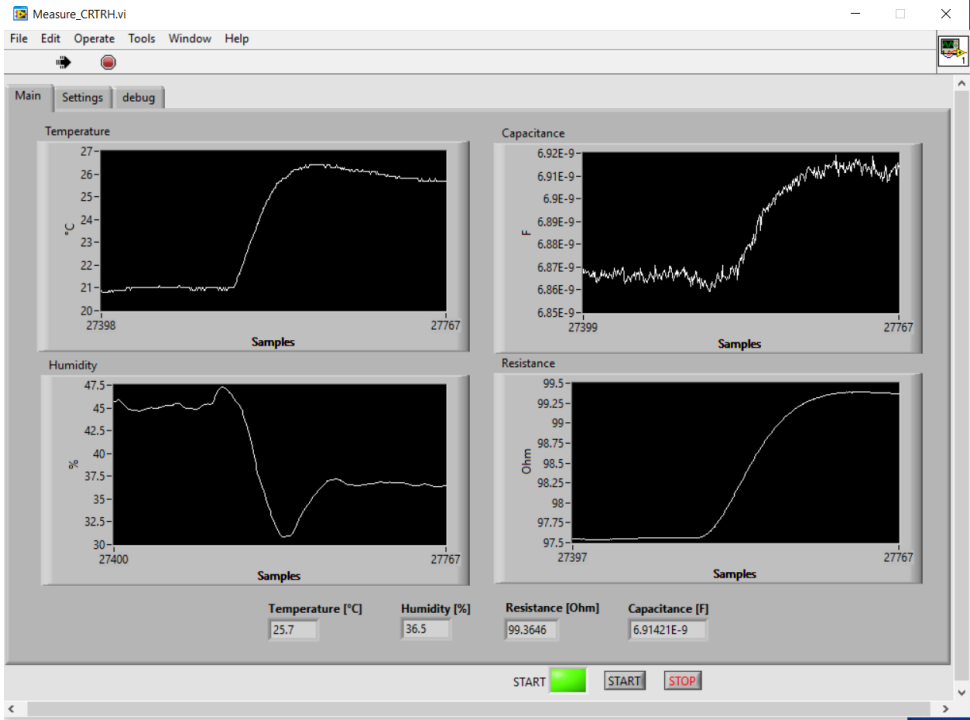 Measure_CRTRH.vi
File Edit Operate Tools Window Help
1
Main Settings debug
Temperature
27
26
25
24
23
22
21
20
°C
27398 27767
Samples
Capacitance
6.92E-9
6.91E-9
6.9E-9
6.89E-9
6.88E-9
6.87E-9
6.86E-9
6.85E-9
F
27399 27767
Samples
Humidity
47.5
45
42.5
40
37.5
35
32.5
30
%
27400 27767
Samples
Resistance
99.5
99.25
99
98.75
98.5
98.25
98
97.75
97.5
Ohm
27397 27767
Samples
Temperature [°C] Humidity [%] Resistance [Ohm] Capacitance [F]
25.7 36.5 99.3646 6.91421E-9
START START STOP